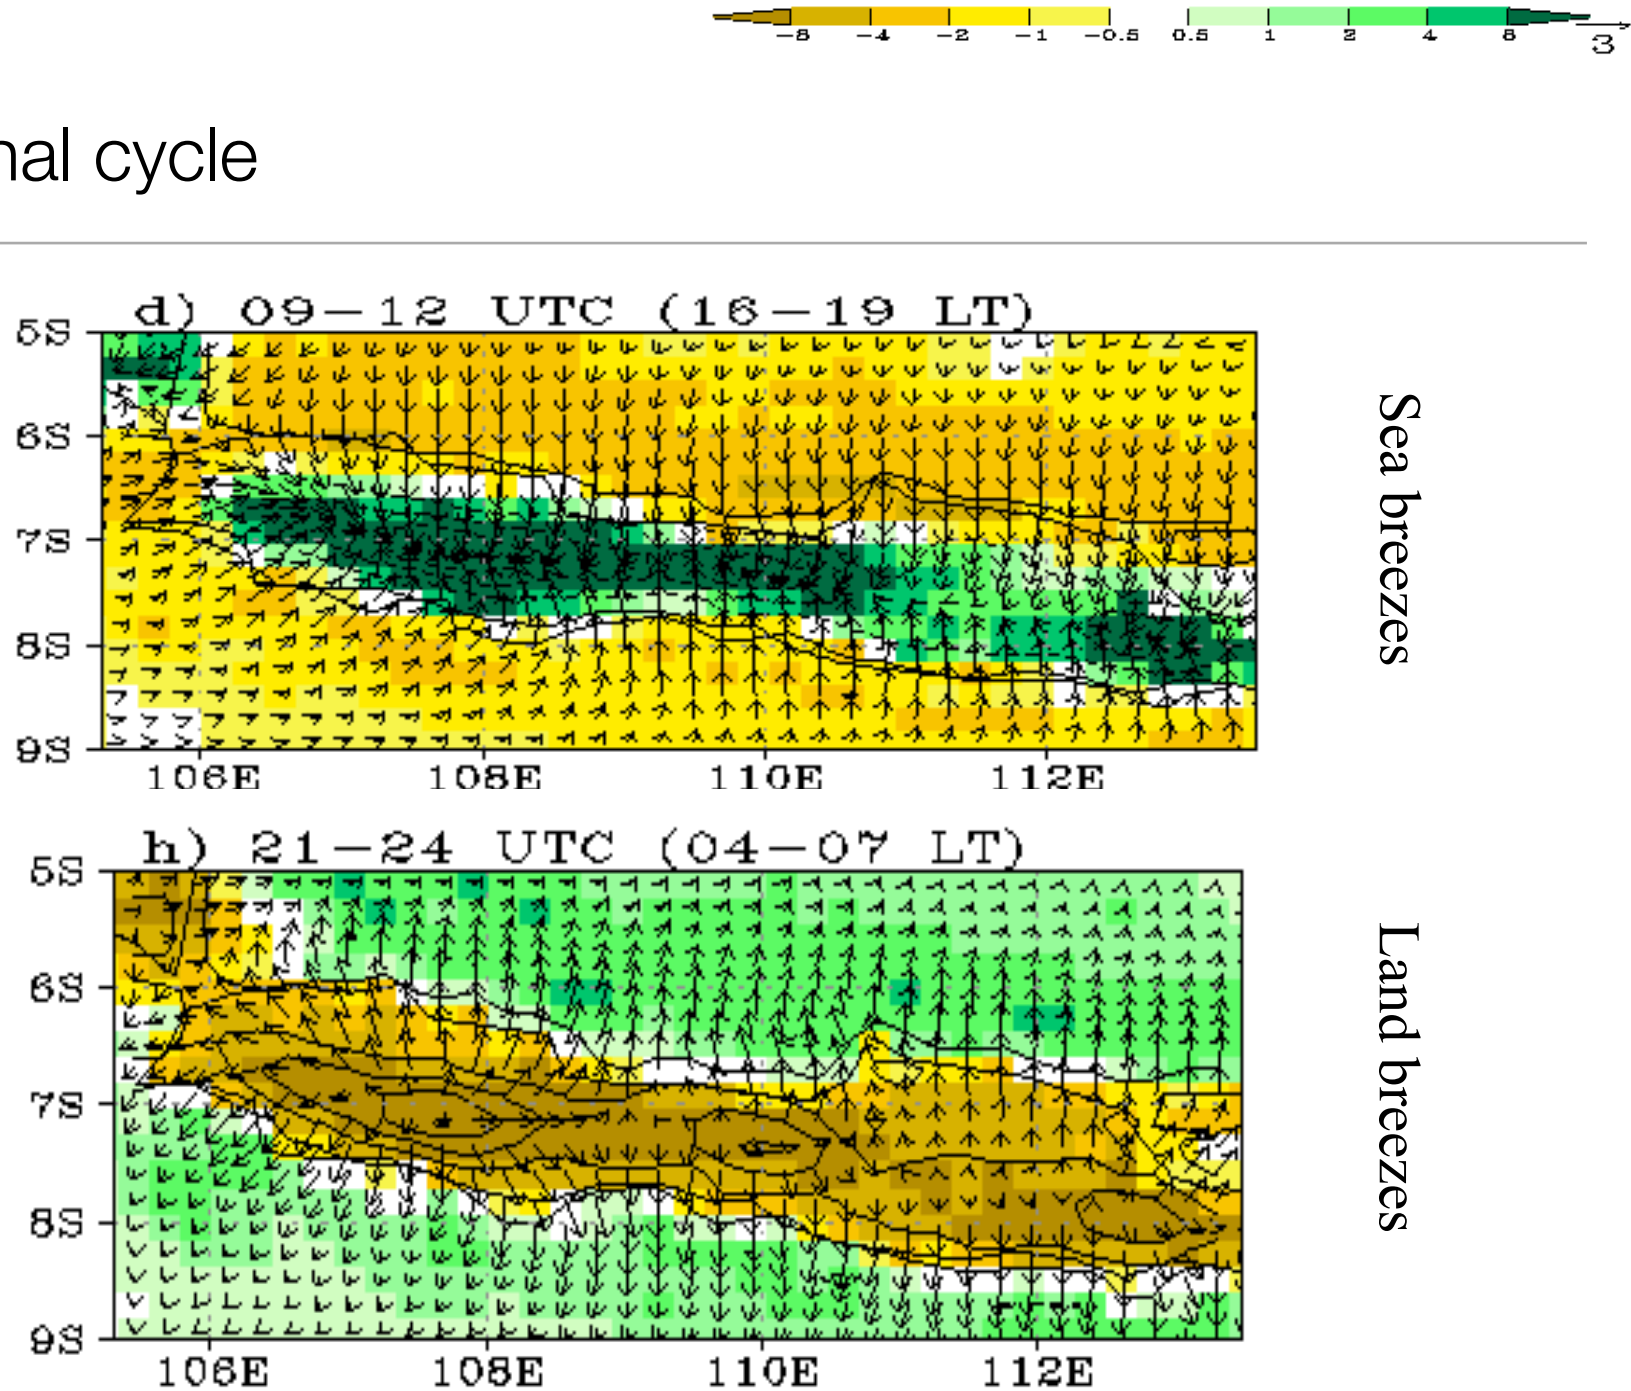 -8 -4 -2 -1 -0.5 0.5 1 2 4 8 3
nal cycle
d) 09-12 UTC (16-19 LT)
5S
6S
7S
8S
9S
106E 108E 110E 112E
Sea breezes
h) 21-24 UTC (04-07 LT)
5S
6S
7S
8S
9S
106E 108E 110E 112E
Land breezes